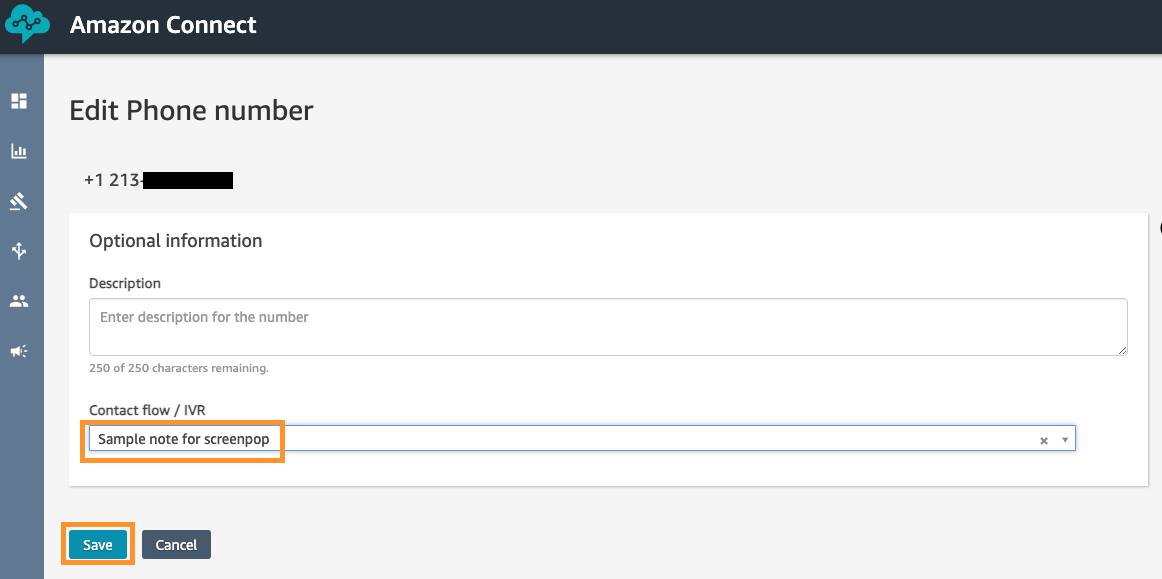 Amazon Connect
Edit Phone number
+1 213-
Optional information
Description
Enter description for the number
250 of 250 characters remaining.
Contact flow / IVR
Sample note for screenpop × ▼
Save Cancel